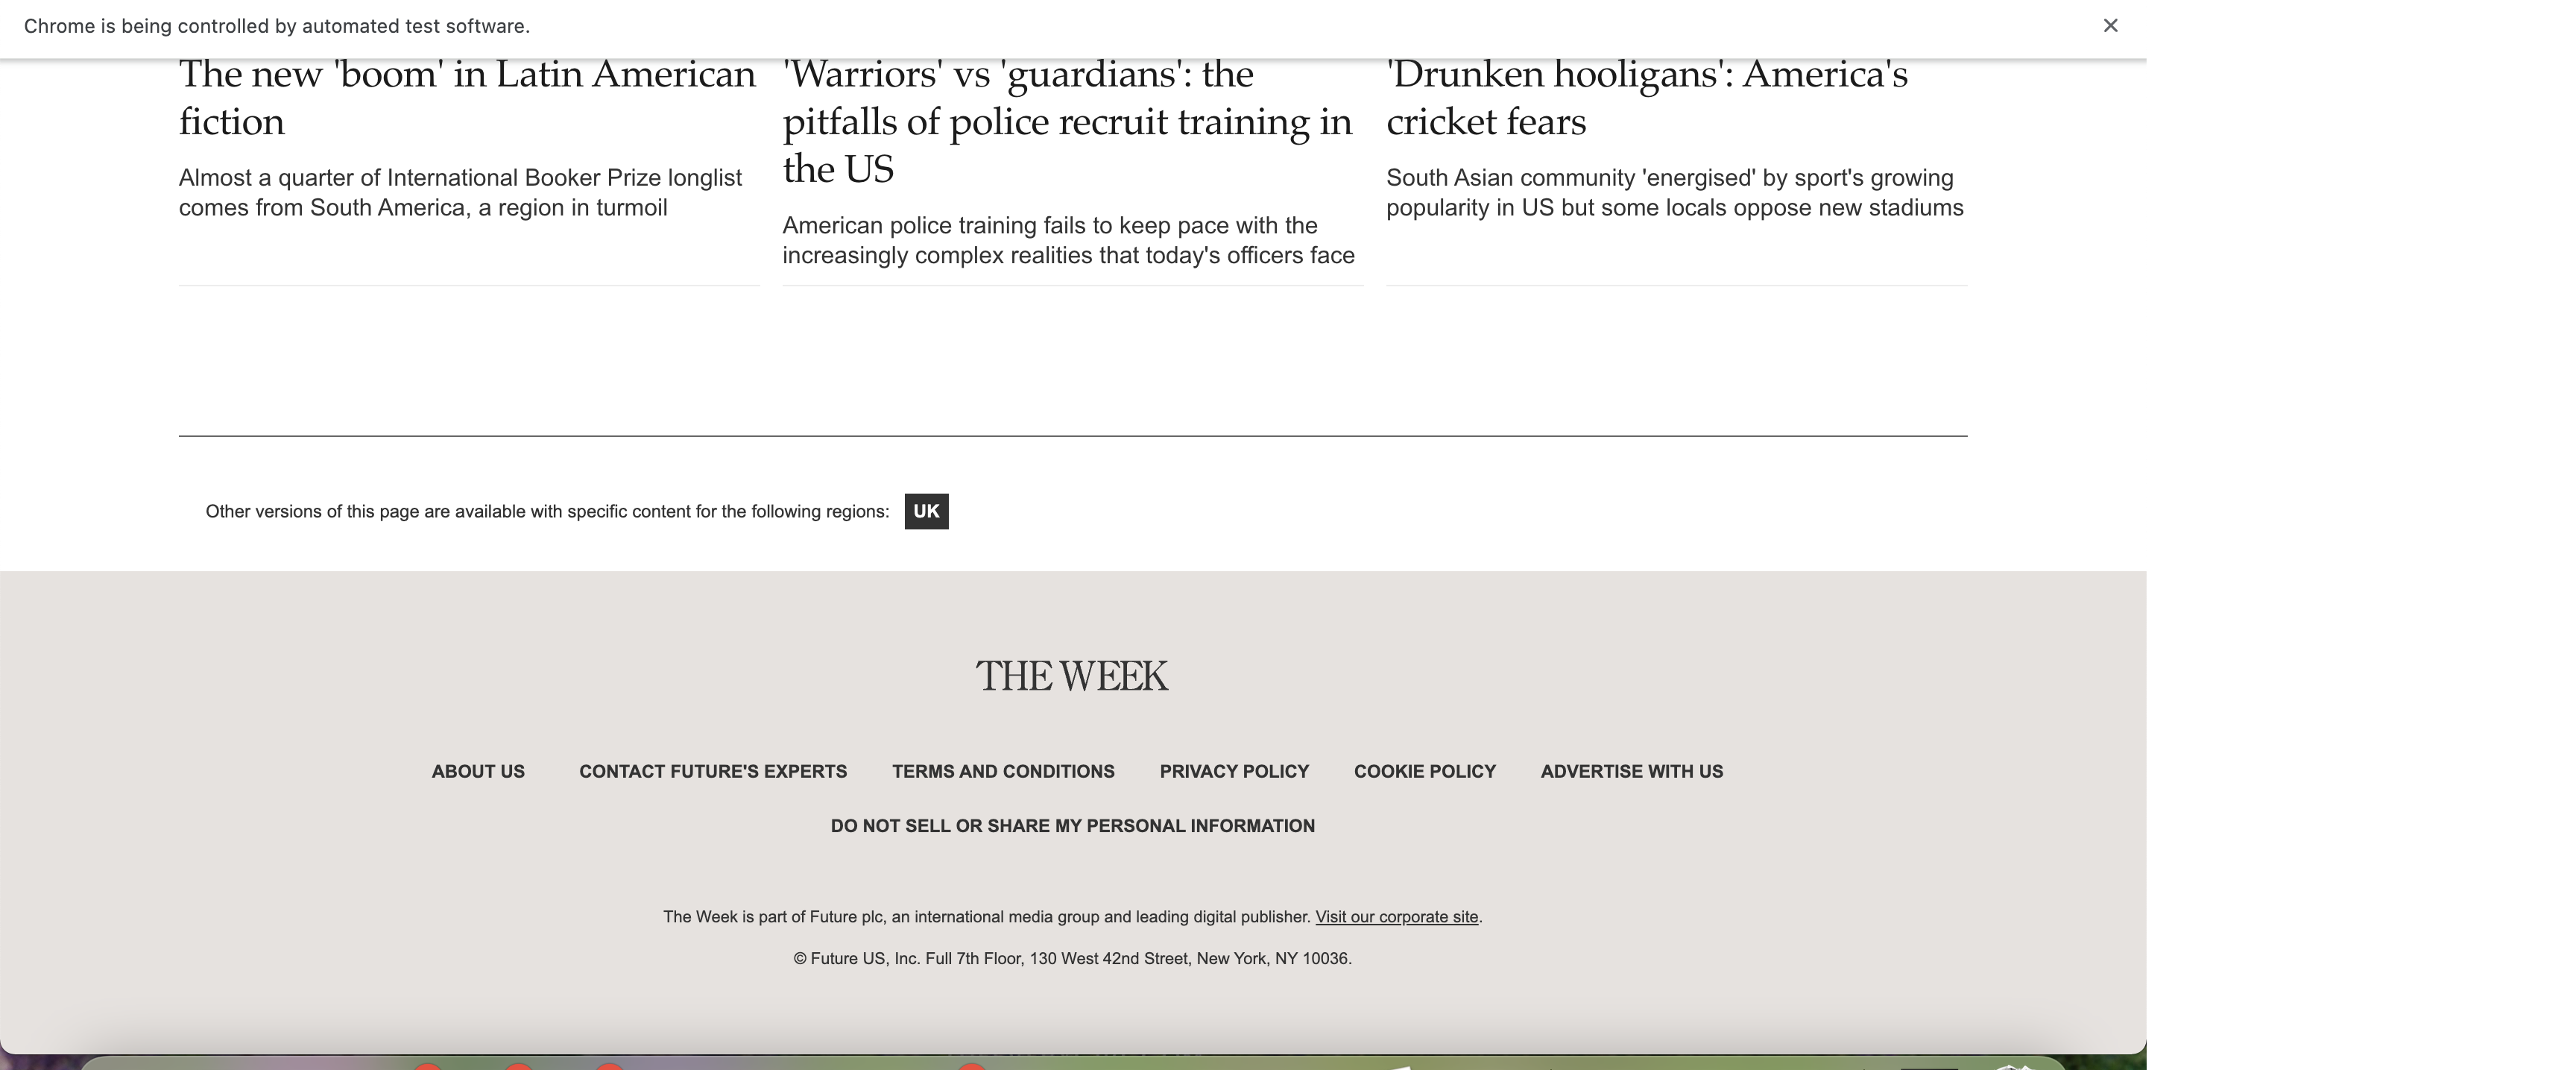 Chrome is being controlled by automated test software.
The new 'boom' in Latin American
fiction
Almost a quarter of International Booker Prize longlist
comes from South America, a region in turmoil
'Warriors' vs 'guardians': the
pitfalls of police recruit training in
the US
American police training fails to keep pace with the
increasingly complex realities that today's officers face
'Drunken hooligans': America's
cricket fears
South Asian community 'energised' by sport's growing
popularity in US but some locals oppose new stadiums
Other versions of this page are available with specific content for the following regions: UK
THE WEEK
ABOUT US CONTACT FUTURE'S EXPERTS TERMS AND CONDITIONS PRIVACY POLICY COOKIE POLICY ADVERTISE WITH US
DO NOT SELL OR SHARE MY PERSONAL INFORMATION
The Week is part of Future plc, an international media group and leading digital publisher. Visit our corporate site.
© Future US, Inc. Full 7th Floor, 130 West 42nd Street, New York, NY 10036.